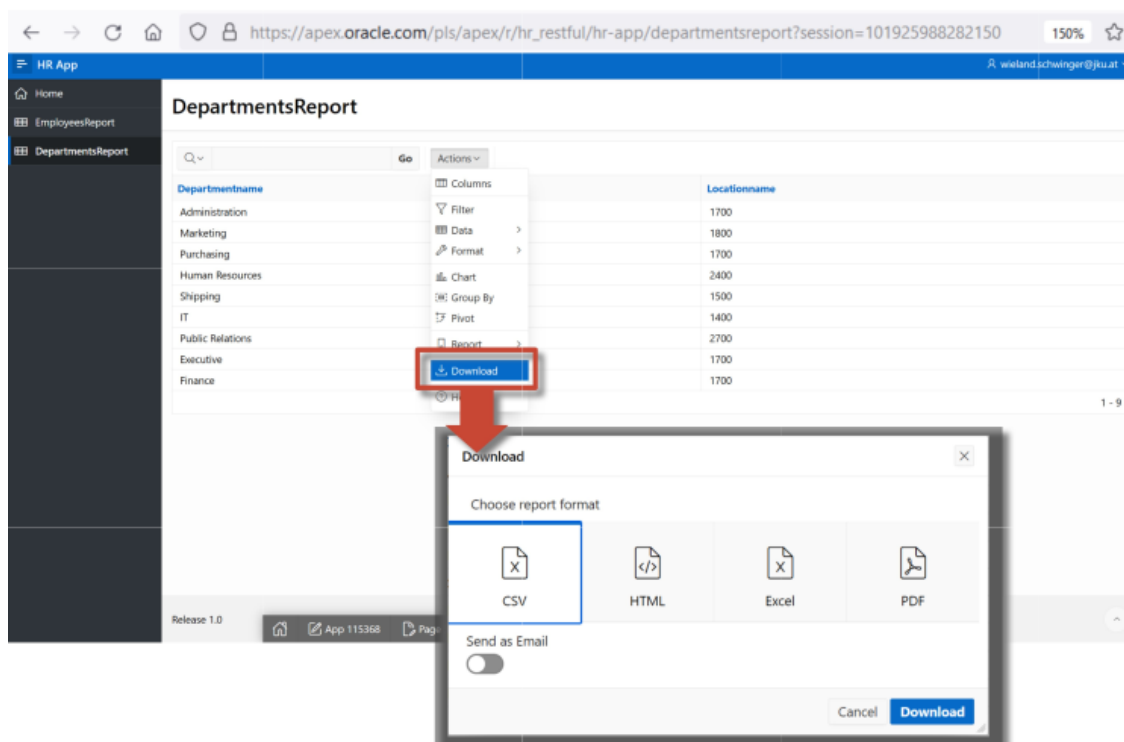 https://apex.oracle.com/pls/apex/r/hr_restful/hr-app/departmentsreport?session=101925988282150 150%
HR App wieland.schwinger@jku.at
Home
EmployeesReport
DepartmentsReport
DepartmentsReport
Go Actions
Departmentname Locationname
Administration 1700
Marketing 1800
Purchasing 1700
Human Resources 2400
Shipping 1500
IT 1400
Public Relations 2700
Executive 1700
Finance 1700
1 - 9
Columns
Filter
Data
Format
Chart
Group By
Pivot
Report
Download
Download
Choose report format
CSV HTML Excel PDF
Send as Email
Cancel Download
Release 1.0
App 115368 Page